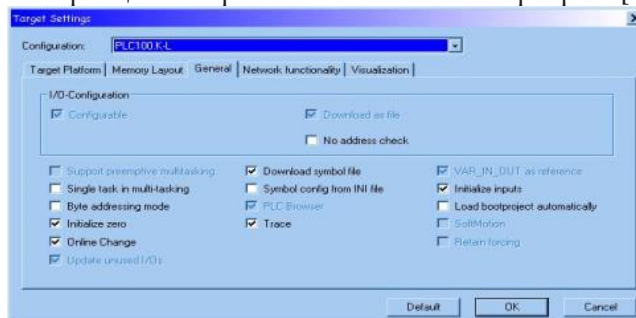 Target Settings
Configuration: PLC100.K-L
Target Platform Memory Layout General Network functionality Visualization
I/O-Configuration
Configurable Download as file
No address check
Support preemptive multitasking Download symbol file VAR_IN_OUT as reference
Single task in multi-tasking Symbol config from INI file Initialize inputs
Byte addressing mode PLC Browser Load bootproject automatically
Initialize zero Trace SoftMotion
Online Change Retain forcing
Update unused I/Os
Default OK Cancel